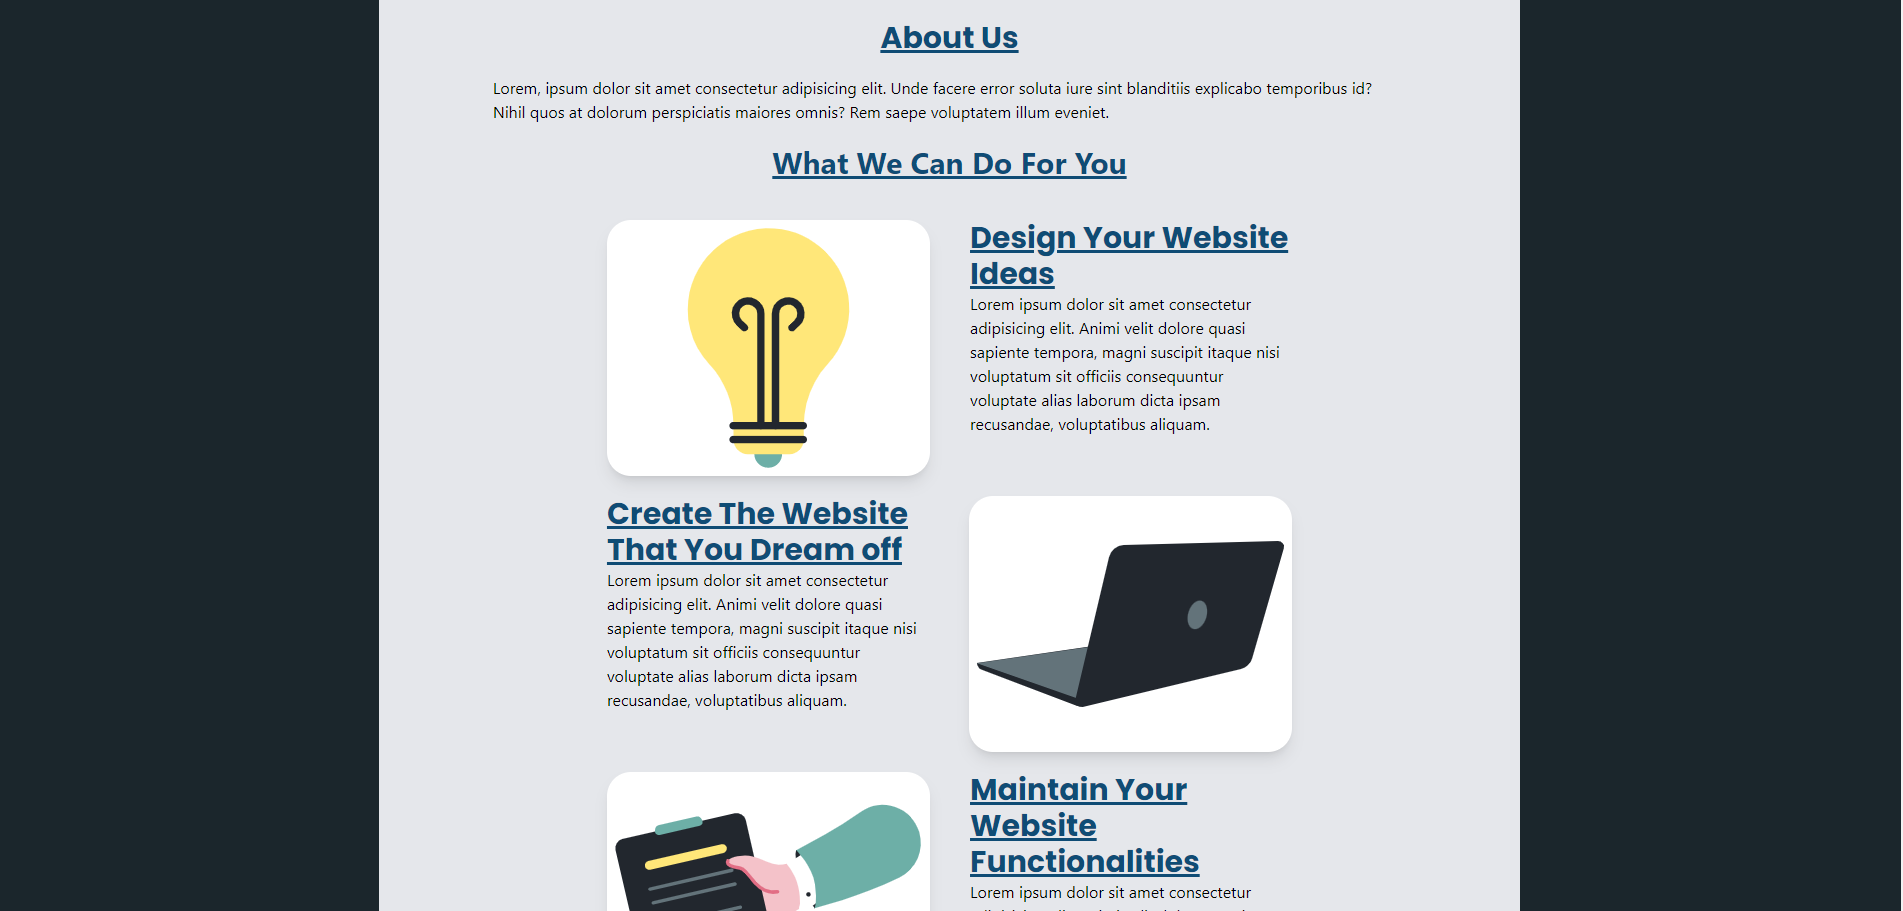 About Us
Lorem, ipsum dolor sit amet consectetur adipisicing elit. Unde facere error soluta iure sint blanditiis explicabo temporibus id?
Nihil quos at dolorum perspiciatis maiores omnis? Rem saepe voluptatem illum eveniet.
What We Can Do For You
Design Your Website
Ideas
Lorem ipsum dolor sit amet consectetur
adipisicing elit. Animi velit dolore quasi
sapiente tempora, magni suscipit itaque nisi
voluptatum sit officiis consequuntur
voluptate alias laborum dicta ipsam
recusandae, voluptatibus aliquam.
Create The Website
That You Dream off
Lorem ipsum dolor sit amet consectetur
adipisicing elit. Animi velit dolore quasi
sapiente tempora, magni suscipit itaque nisi
voluptatum sit officiis consequuntur
voluptate alias laborum dicta ipsam
recusandae, voluptatibus aliquam.
Maintain Your
Website
Functionalities
Lorem ipsum dolor sit amet consectetur